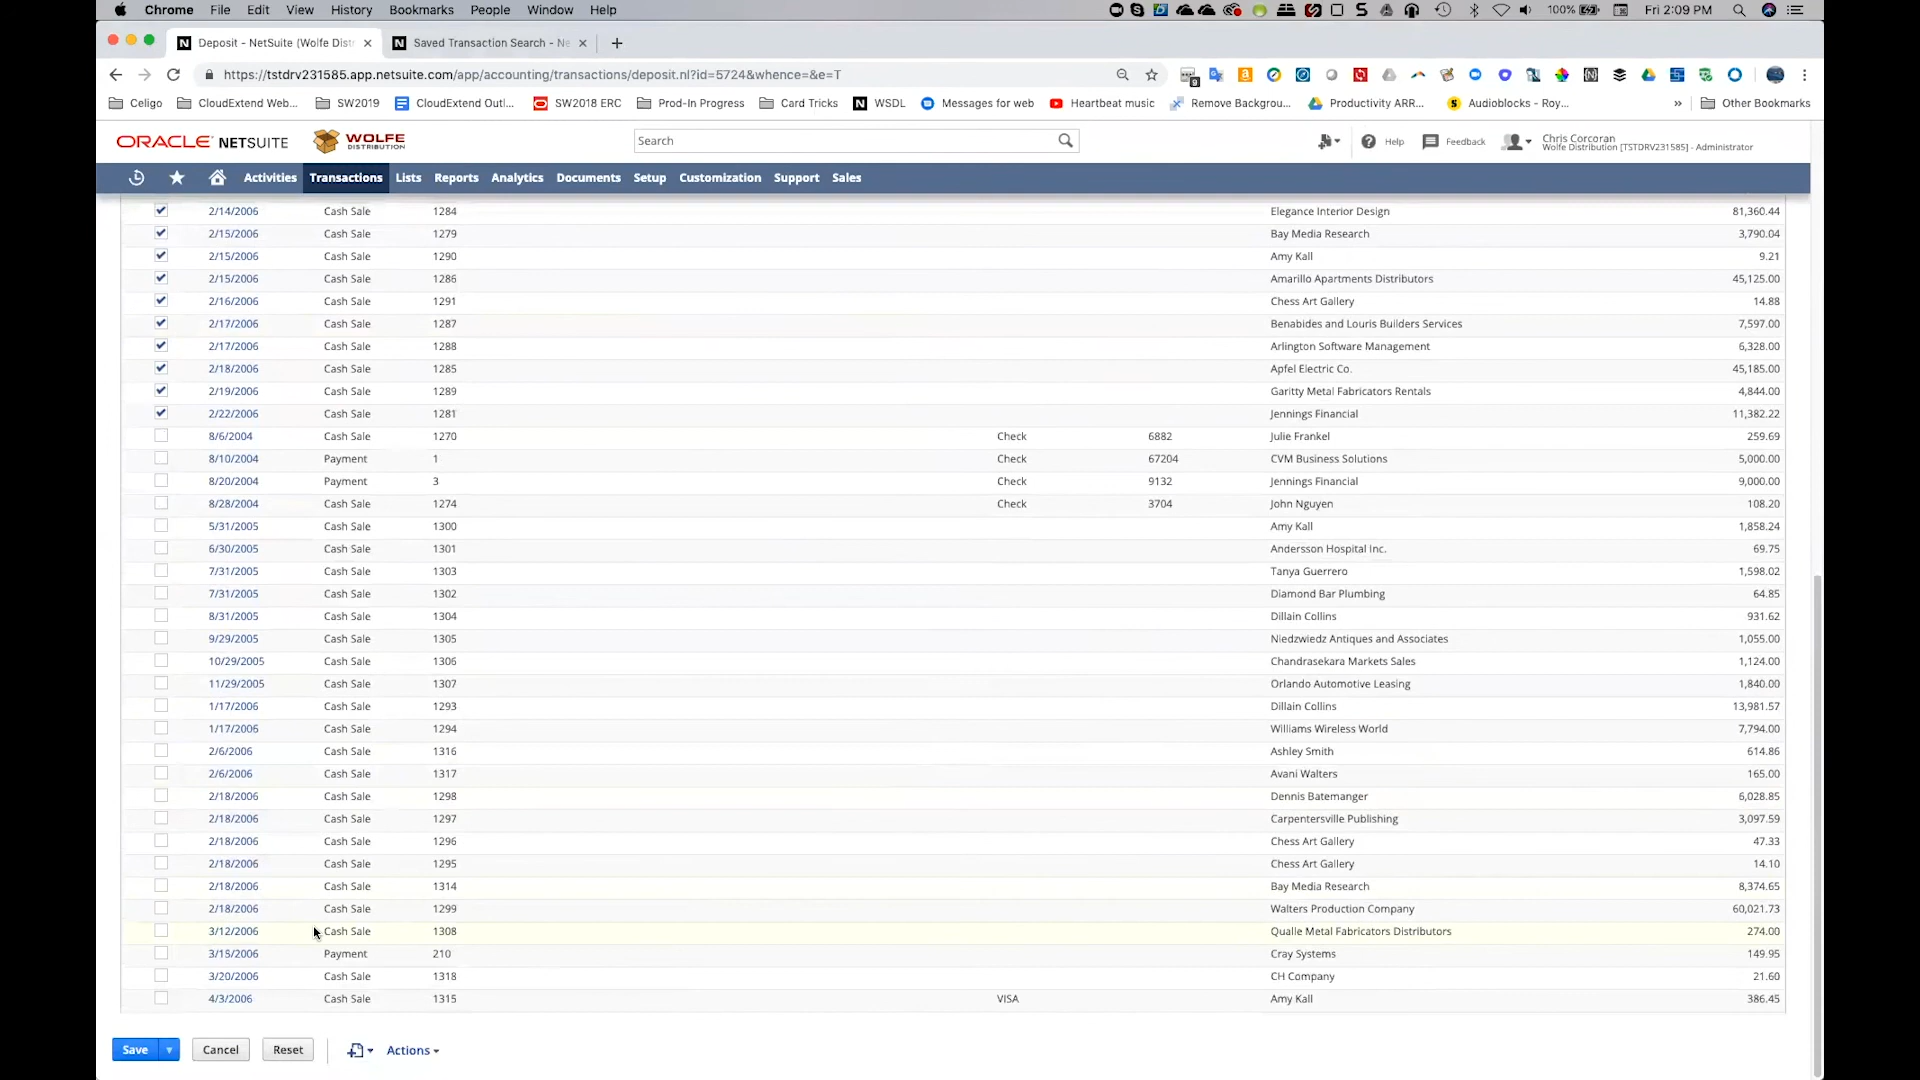 Chrome File Edit View History Bookmarks People Window Help 100% Fri 2:09 PM
Deposit - NetSuite (Wolfe Distr Saved Transaction Search - Ne
https://tstdrv231585.app.netsuite.com/app/accounting/transactions/deposit.nl?id=5724&whence=&e=T
Celigo CloudExtend Web... SW2019 CloudExtend Outl... SW2018 ERC Prod-In Progress Card Tricks WSDL Messages for web Heartbeat music Remove Backgrou... Productivity ARR... Audioblocks - Roy... » Other Bookmarks
ORACLE NETSUITE WOLFE DISTRIBUTION Search Help Feedback Chris Corcoran
Wolfe Distribution [TSTDRV231585] - Administrator
Activities Transactions Lists Reports Analytics Documents Setup Customization Support Sales
2/14/2006 Cash Sale 1284 Elegance Interior Design 81,360.44
2/15/2006 Cash Sale 1279 Bay Media Research 3,790.04
2/15/2006 Cash Sale 1290 Amy Kall 9.21
2/15/2006 Cash Sale 1286 Amarillo Apartments Distributors 45,125.00
2/16/2006 Cash Sale 1291 Chess Art Gallery 14.88
2/17/2006 Cash Sale 1287 Benabides and Louris Builders Services 7,597.00
2/17/2006 Cash Sale 1288 Arlington Software Management 6,328.00
2/18/2006 Cash Sale 1285 Apfel Electric Co. 45,185.00
2/19/2006 Cash Sale 1289 Garitty Metal Fabricators Rentals 4,844.00
2/22/2006 Cash Sale 1281 Jennings Financial 11,382.22
8/6/2004 Cash Sale 1270 Check 6882 Julie Frankel 259.69
8/10/2004 Payment 1 Check 67204 CVM Business Solutions 5,000.00
8/20/2004 Payment 3 Check 9132 Jennings Financial 9,000.00
8/28/2004 Cash Sale 1274 Check 3704 John Nguyen 108.20
5/31/2005 Cash Sale 1300 Amy Kall 1,858.24
6/30/2005 Cash Sale 1301 Andersson Hospital Inc. 69.75
7/31/2005 Cash Sale 1303 Tanya Guerrero 1,598.02
7/31/2005 Cash Sale 1302 Diamond Bar Plumbing 64.85
8/31/2005 Cash Sale 1304 Dillain Collins 931.62
9/29/2005 Cash Sale 1305 Niedzwiedz Antiques and Associates 1,055.00
10/29/2005 Cash Sale 1306 Chandrasekara Markets Sales 1,124.00
11/29/2005 Cash Sale 1307 Orlando Automotive Leasing 1,840.00
1/17/2006 Cash Sale 1293 Dillain Collins 13,981.57
1/17/2006 Cash Sale 1294 Williams Wireless World 7,794.00
2/6/2006 Cash Sale 1316 Ashley Smith 614.86
2/6/2006 Cash Sale 1317 Avani Walters 165.00
2/18/2006 Cash Sale 1298 Dennis Batemanger 6,028.85
2/18/2006 Cash Sale 1297 Carpentersville Publishing 3,097.59
2/18/2006 Cash Sale 1296 Chess Art Gallery 47.33
2/18/2006 Cash Sale 1295 Chess Art Gallery 14.10
2/18/2006 Cash Sale 1314 Bay Media Research 8,374.65
2/18/2006 Cash Sale 1299 Walters Production Company 60,021.73
3/12/2006 Cash Sale 1308 Qualle Metal Fabricators Distributors 274.00
3/15/2006 Payment 210 Cray Systems 149.95
3/20/2006 Cash Sale 1318 CH Company 21.60
4/3/2006 Cash Sale 1315 VISA Amy Kall 386.45
Save Cancel Reset Actions